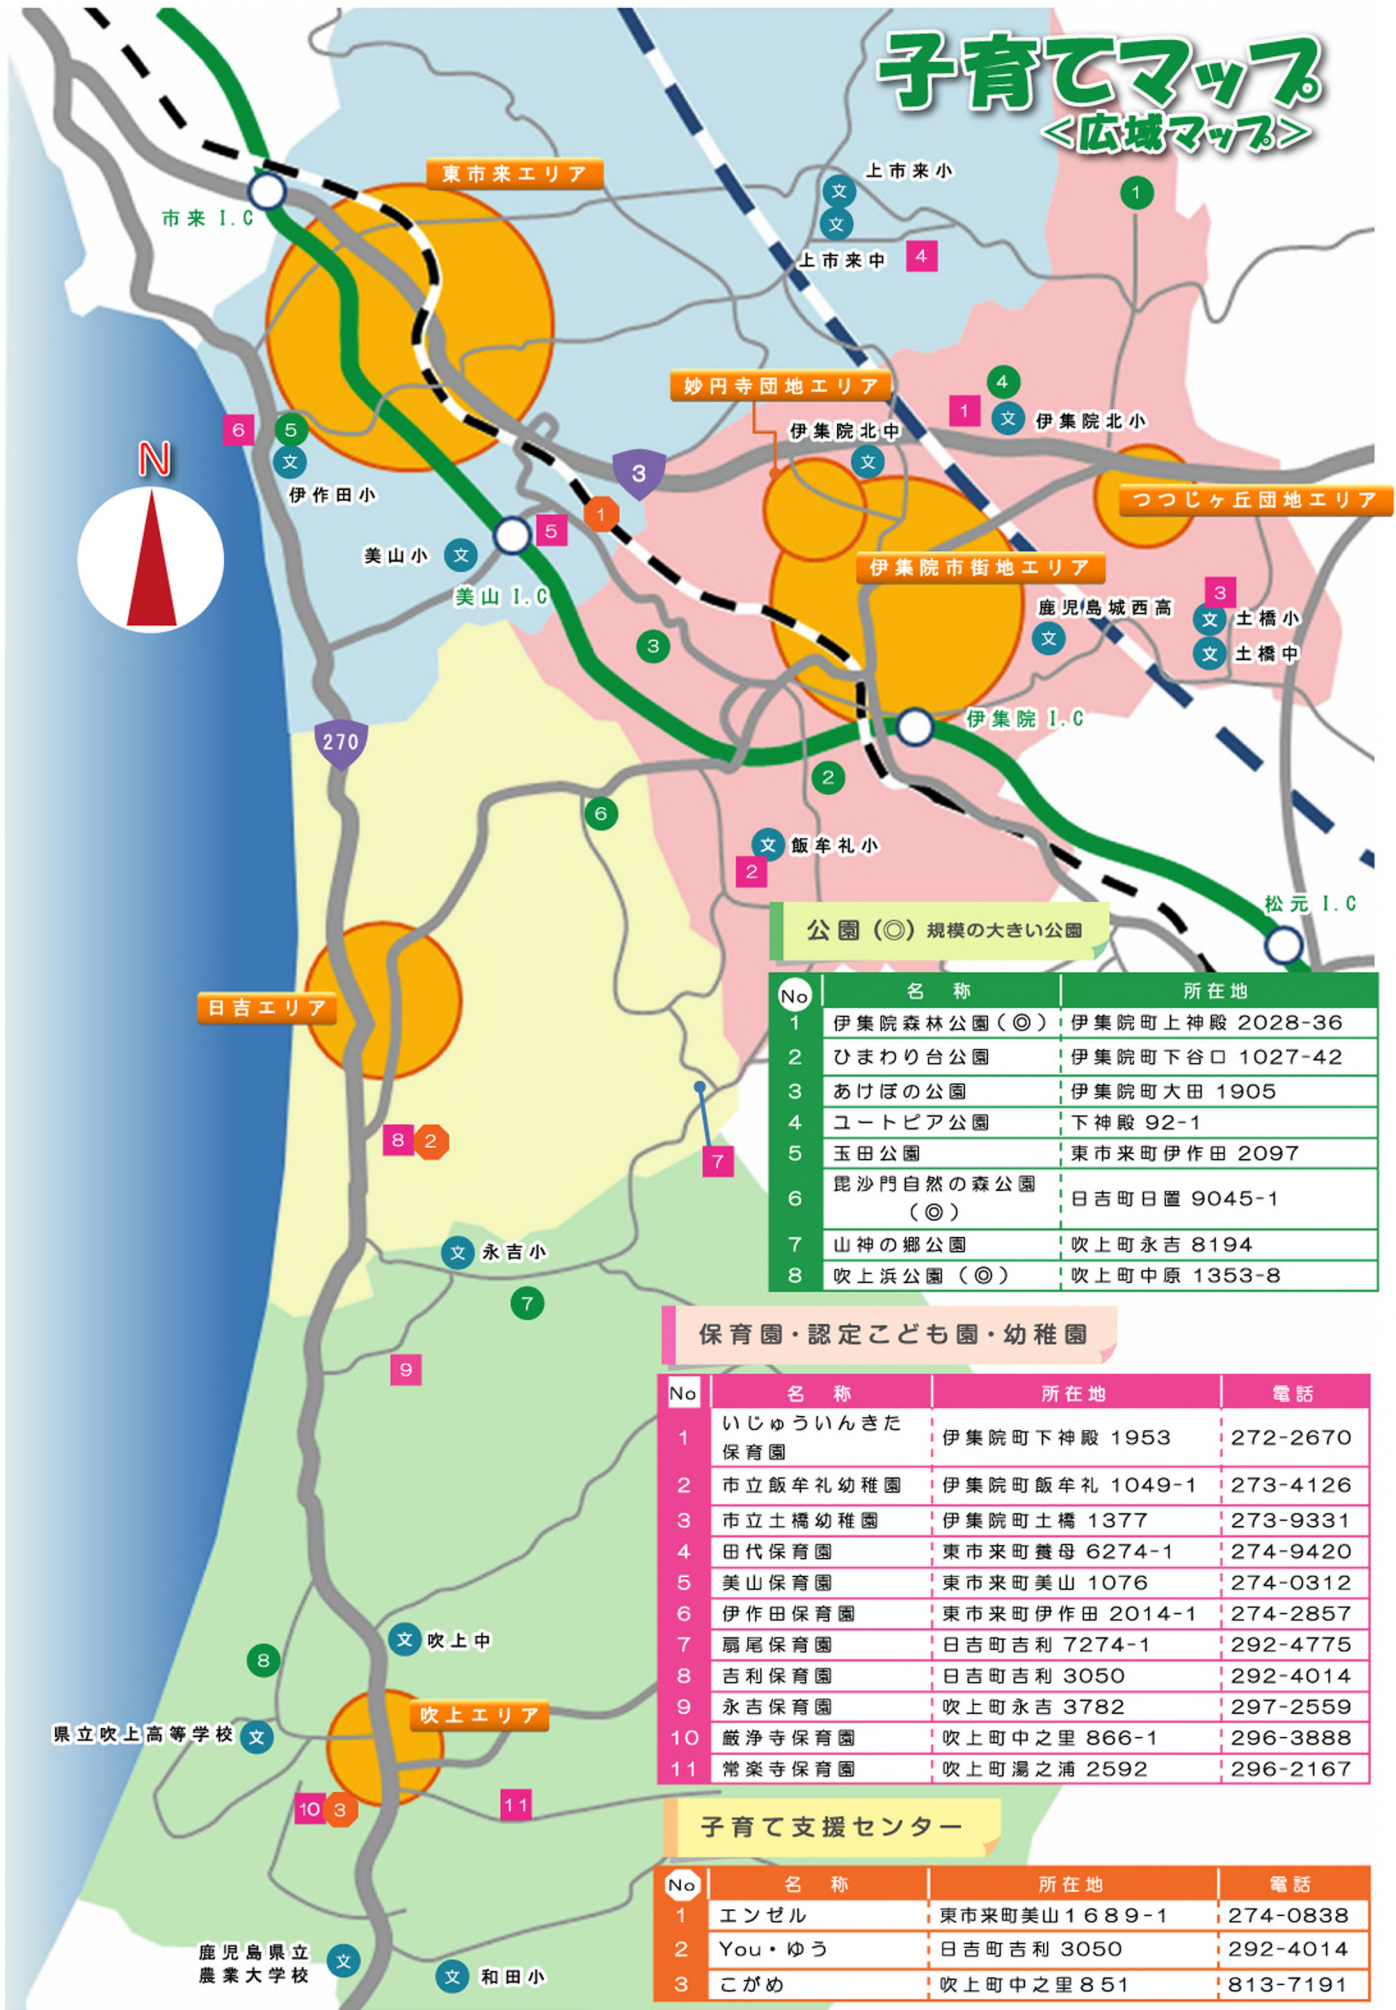 子育てマップ
<広域マップ>
東市来エリア
上市来小
文
1
市来 I.C
文
上市来中
4
妙円寺団地エリア
4
1
文
伊集院北小
6
5
伊集院北中
文
文
伊作田小
N
3
つつじヶ丘団地エリア
1
5
美山小
文
伊集院市街地エリア
美山 I.C
3
鹿児島城西高
文
土橋小
文
文
土橋中
3
伊集院 I.C
270
2
6
文
飯牟礼小
2
松元 I.C
日吉エリア
8
2
7
文
永吉小
7
9
文
吹上中
8
吹上エリア
県立吹上高等学校
文
10
3
11
鹿児島県立
農業大学校
文
文
和田小
公園(◎) 規模の大きい公園
No 名 称 所在地
1 伊集院森林公園(◎) 伊集院町上神殿 2028-36
2 ひまわり台公園 伊集院町下谷口 1027-42
3 あけぼの公園 伊集院町大田 1905
4 ユートピア公園 下神殿 92-1
5 玉田公園 東市来町伊作田 2097
6 毘沙門自然の森公園 日吉町日置 9045-1
(◎)
7 山神の郷公園 吹上町永吉 8194
8 吹上浜公園(◎) 吹上町中原 1353-8
保育園・認定こども園・幼稚園
No 名 称 所在地 電話
1 いじゅういんきた 伊集院町下神殿 1953 272-2670
保育園
2 市立飯牟礼幼稚園 伊集院町飯牟礼 1049-1 273-4126
3 市立土橋幼稚園 伊集院町土橋 1377 273-9331
4 田代保育園 東市来町養母 6274-1 274-9420
5 美山保育園 東市来町美山 1076 274-0312
6 伊作田保育園 東市来町伊作田 2014-1 274-2857
7 扇尾保育園 日吉町吉利 7274-1 292-4775
8 吉利保育園 日吉町吉利 3050 292-4014
9 永吉保育園 吹上町永吉 3782 297-2559
10 厳浄寺保育園 吹上町中之里 866-1 296-3888
11 常楽寺保育園 吹上町湯之浦 2592 296-2167
子育て支援センター
No 名 称 所在地 電話
1 エンゼル 東市来町美山1689-1 274-0838
2 You・ゆう 日吉町吉利 3050 292-4014
3 こがめ 吹上町中之里851 813-7191